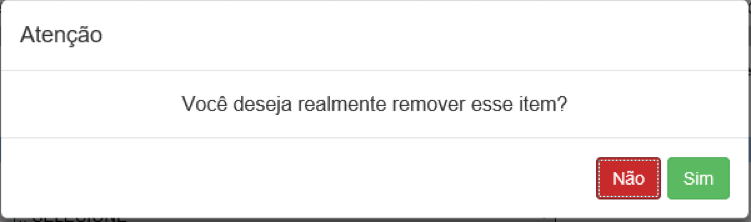 Atenção
Você deseja realmente remover esse item?
Não Sim